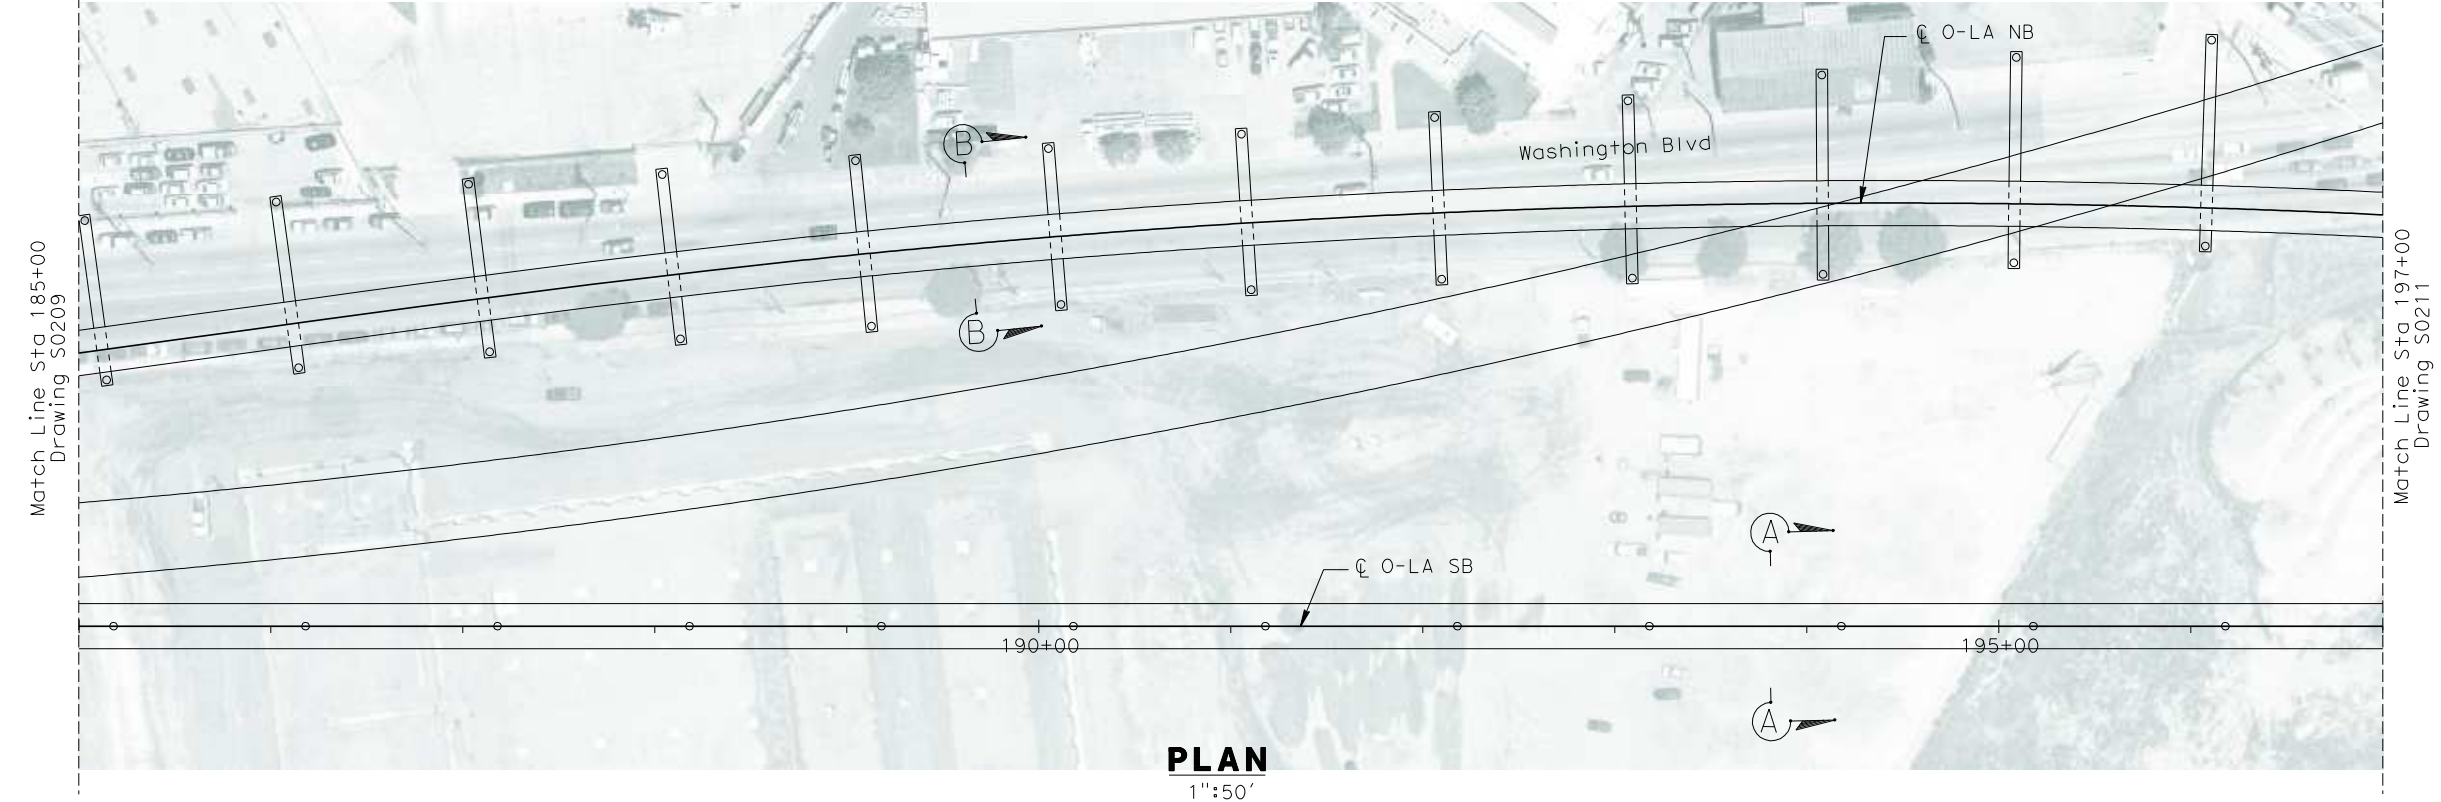 ℄ O-LA NB
B
Washington Blvd
Match Line Sta 185+00
Drawing S0209
Match Line Sta 197+00
Drawing S0211
B
A
℄ O-LA SB
190+00
195+00
A
PLAN
1":50'